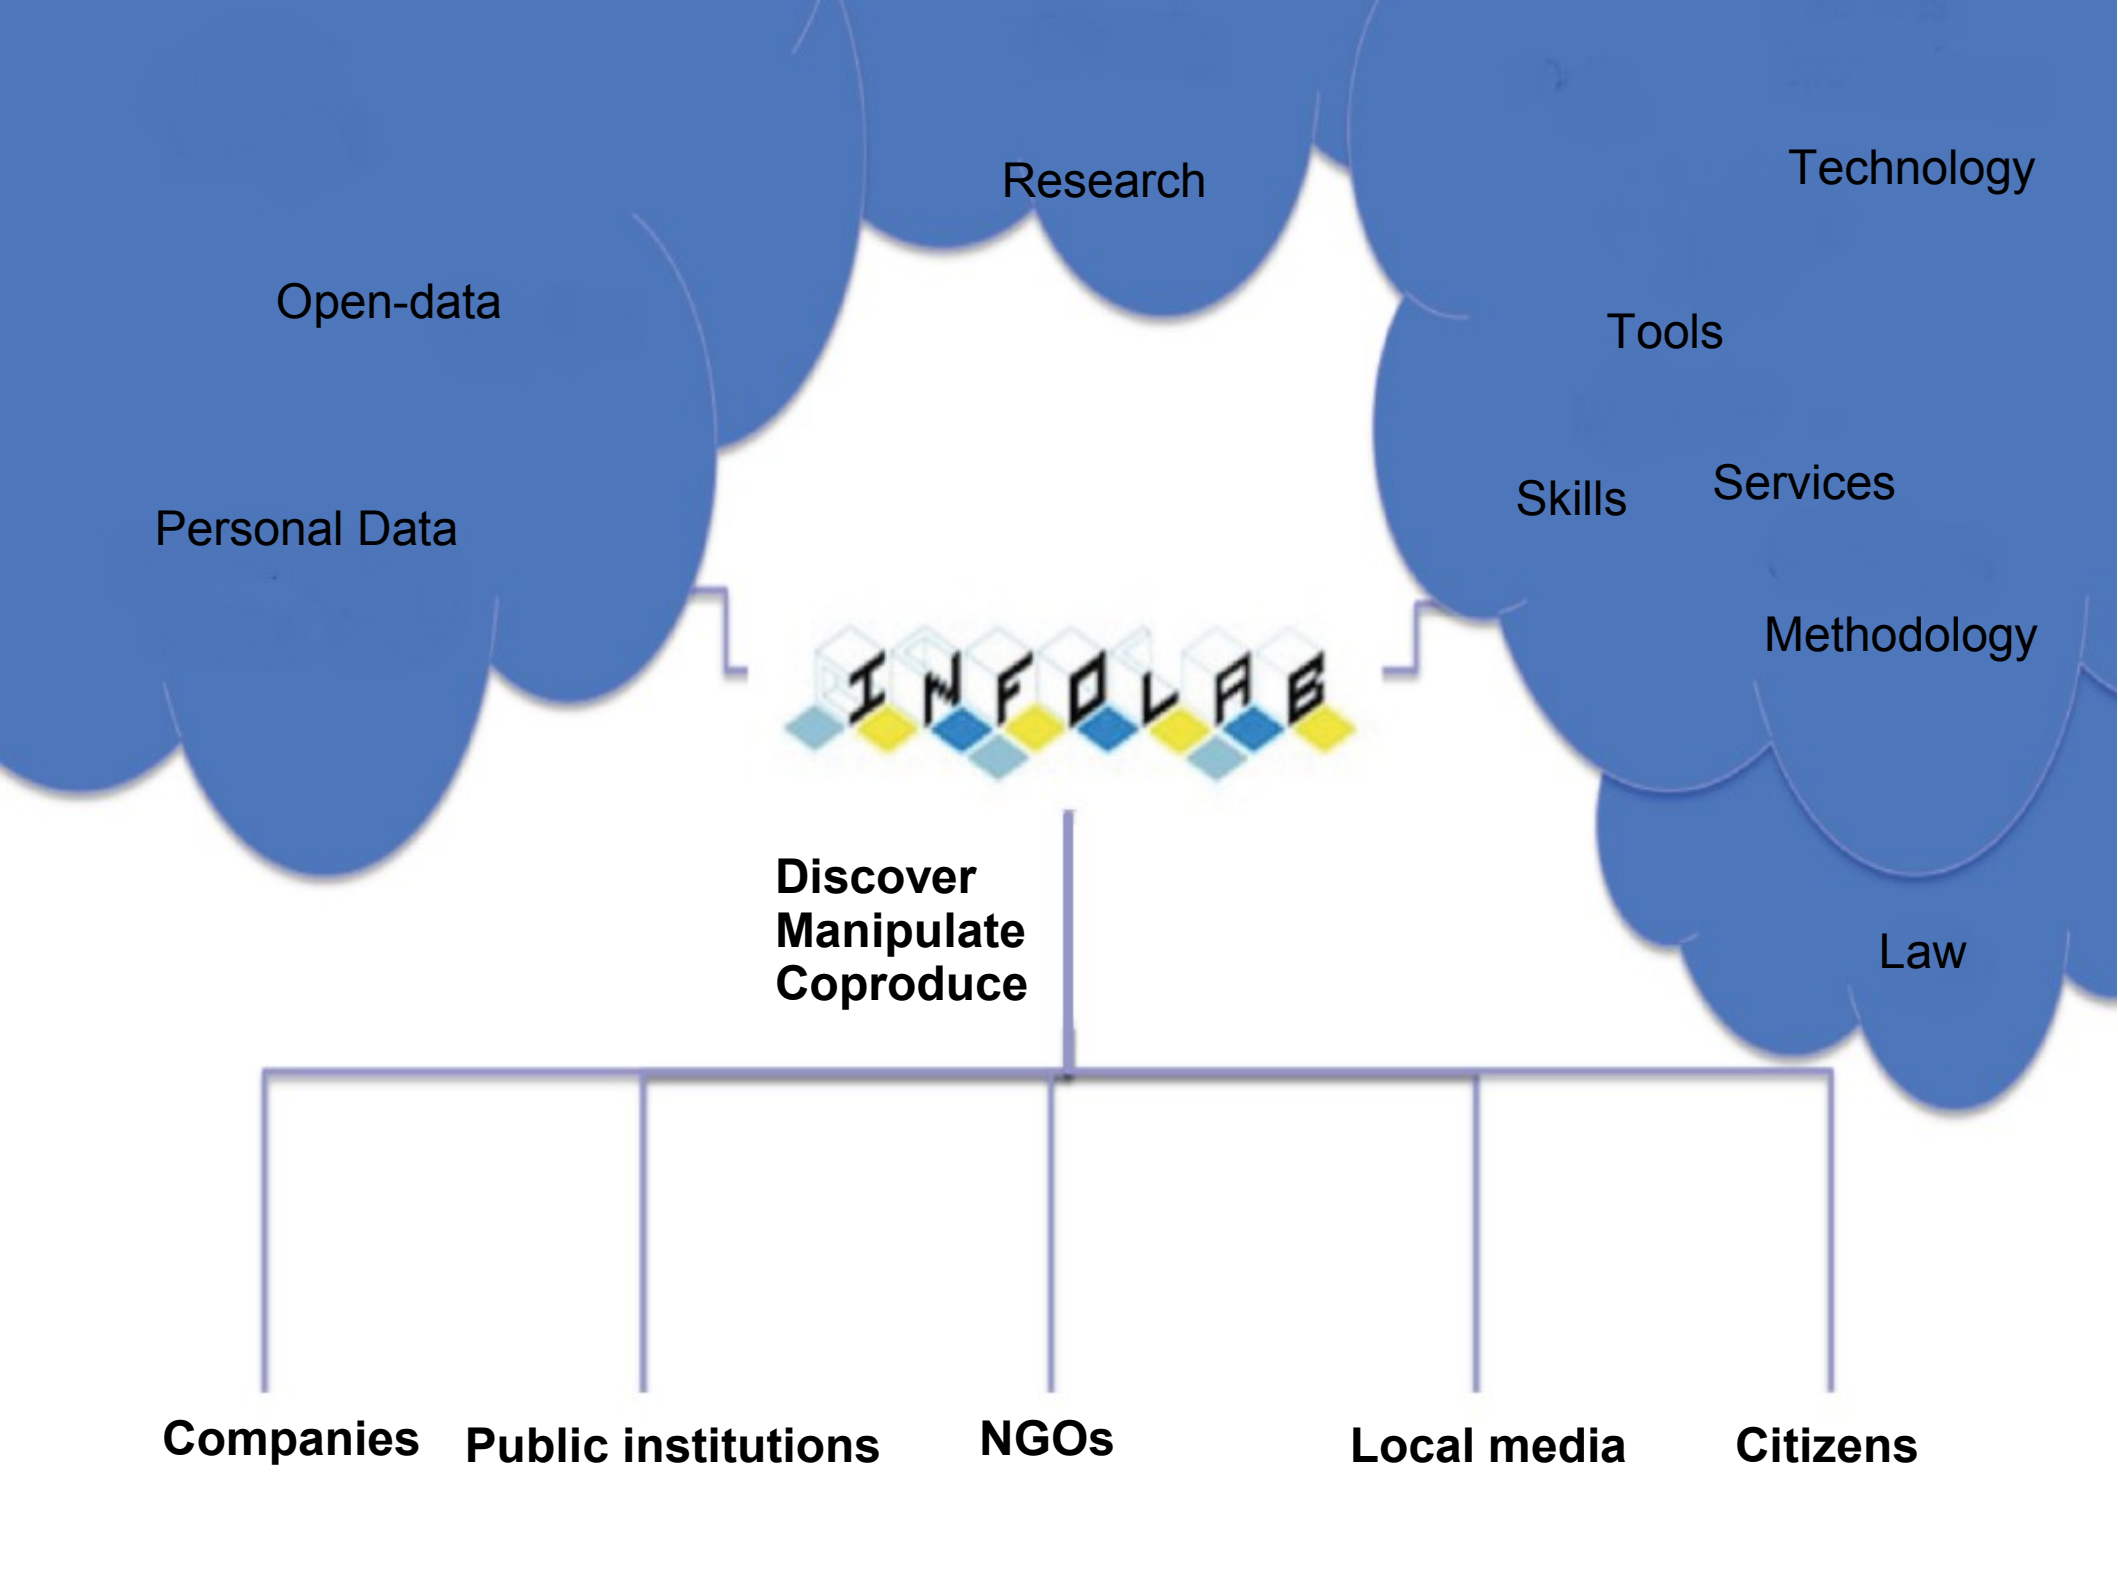 Research
Technology
Open-data
Tools
Skills
Services
Personal Data
Methodology
INFOLAB
Discover
Manipulate
Coproduce
Law
Companies
Public institutions
NGOs
Local media
Citizens